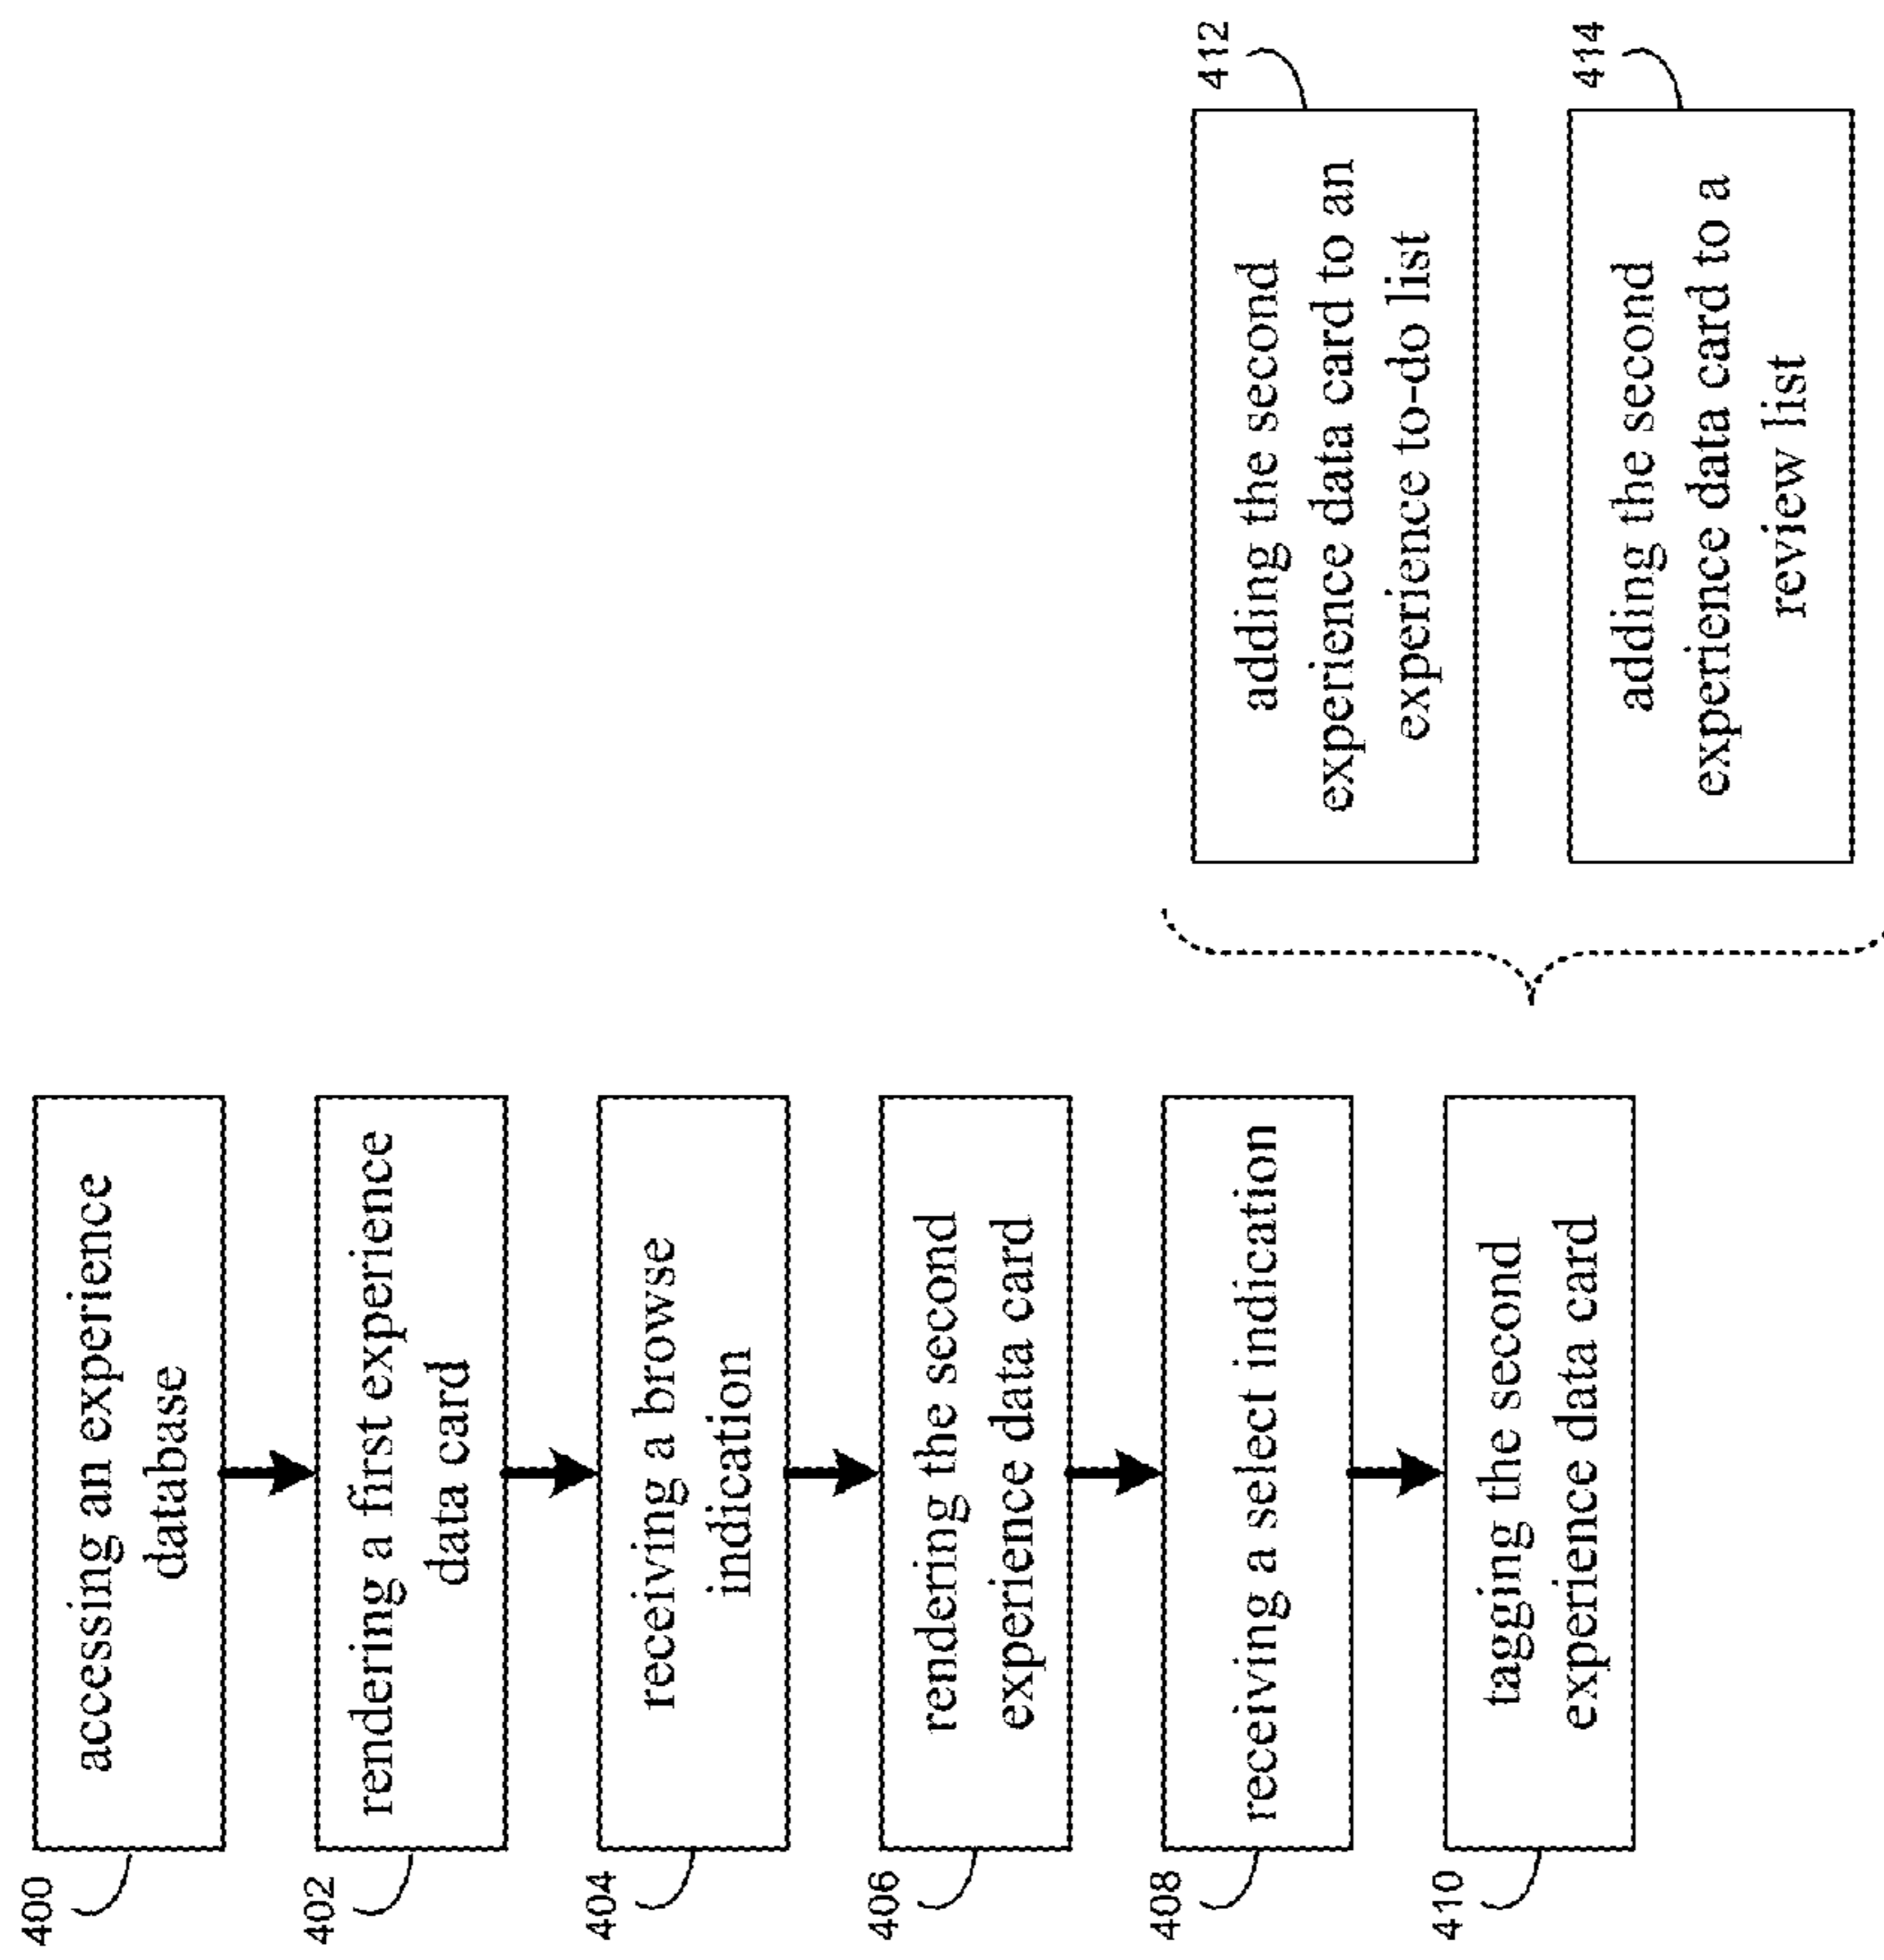 400
accessing an experience
database
402
rendering a first experience
data card
404
receiving a browse
indication
406
rendering the second
experience data card
408
receiving a select indication
410
tagging the second
experience data card
412
adding the second
experience data card to an
experience to-do list
414
adding the second
experience data card to a
review list